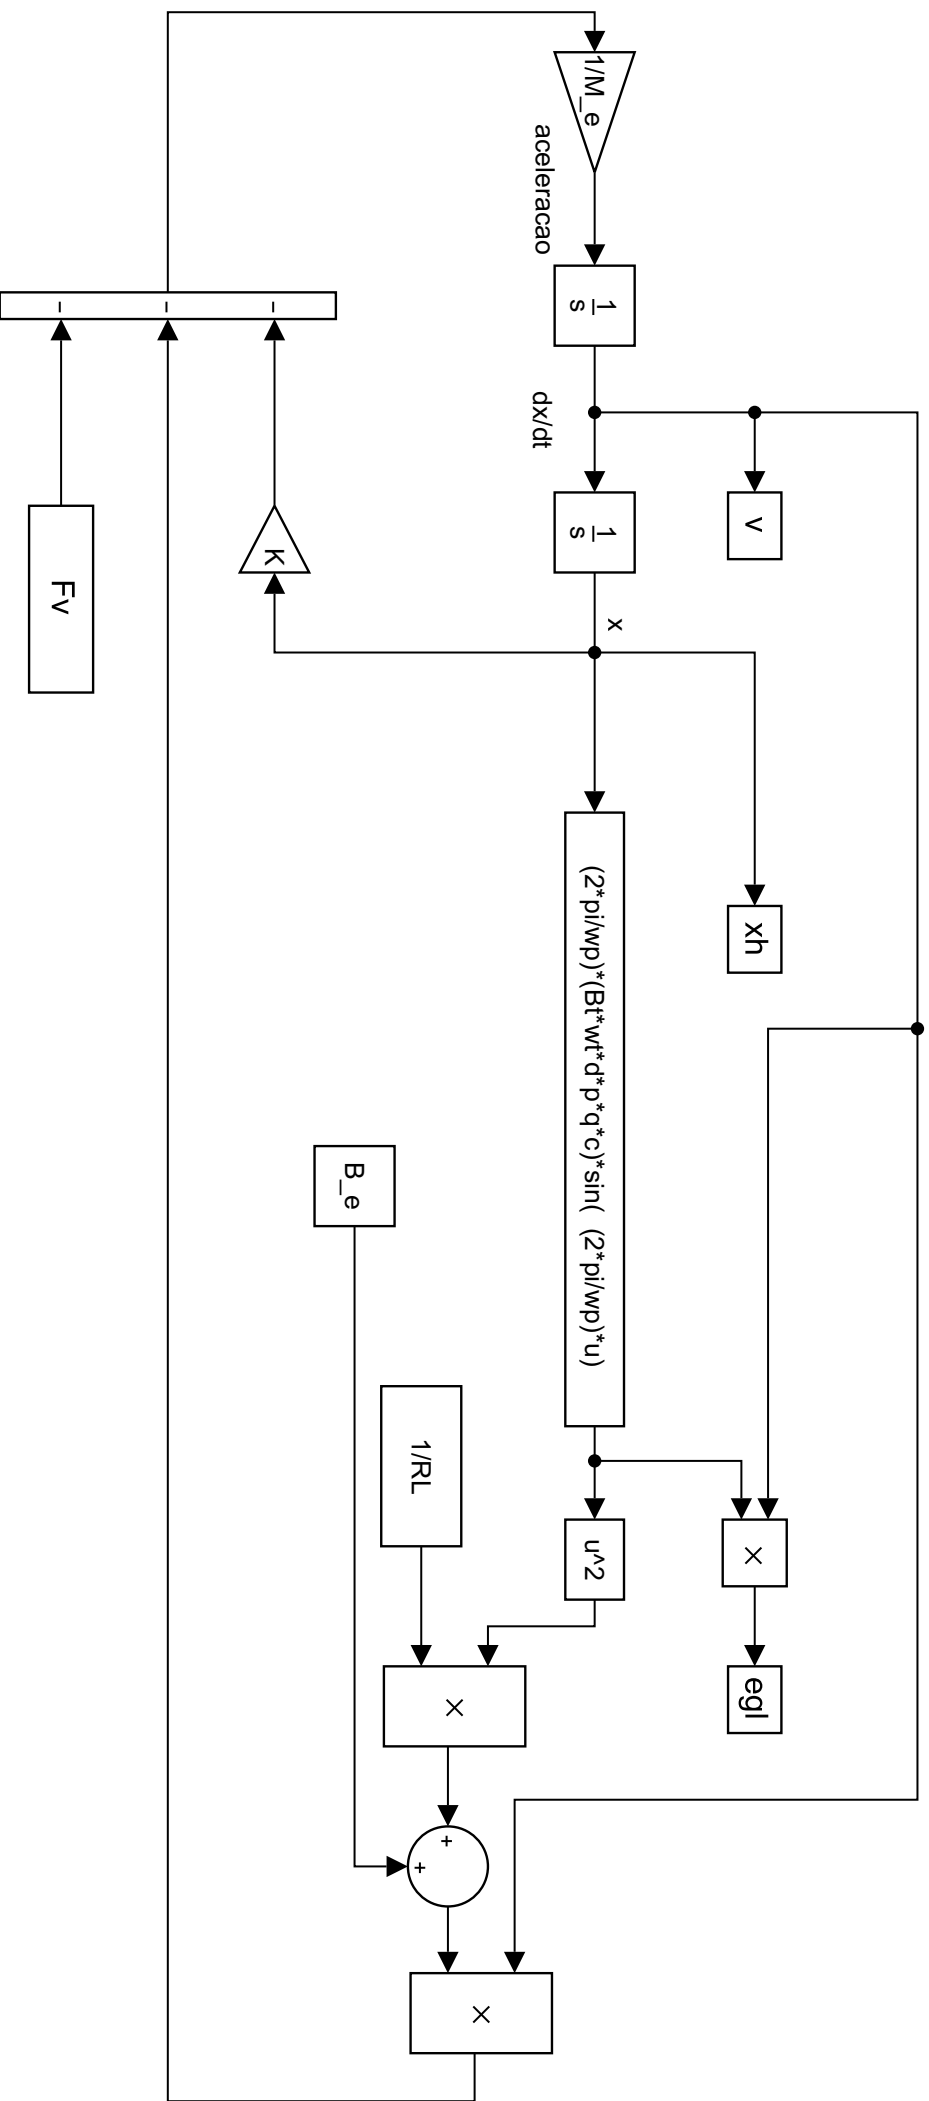 v
xh
egl
×
1/M_e
aceleracao
1
s
dx/dt
1
s
x
(2*pi/wp)*(Bt*wt*d*p*q*c)*sin( (2*pi/wp)*u)
u^2
1/RL
×
B_e
+
+
×
K
−
−
−
Fv